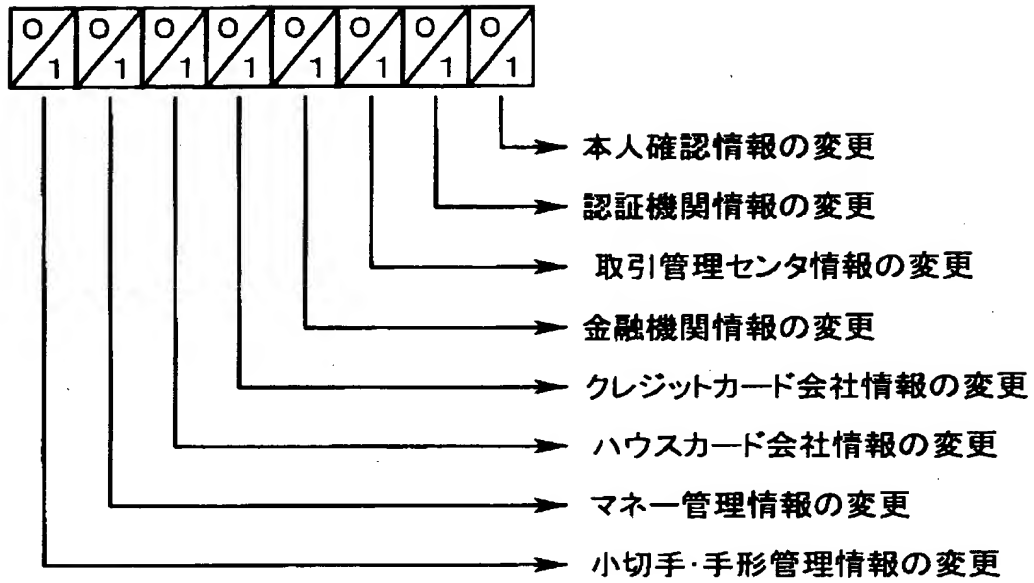 0/1 0/1 0/1 0/1 0/1 0/1 0/1 0/1
本人確認情報の変更
認証機関情報の変更
取引管理センタ情報の変更
金融機関情報の変更
クレジットカード会社情報の変更
ハウスカード会社情報の変更
マネー管理情報の変更
小切手・手形管理情報の変更